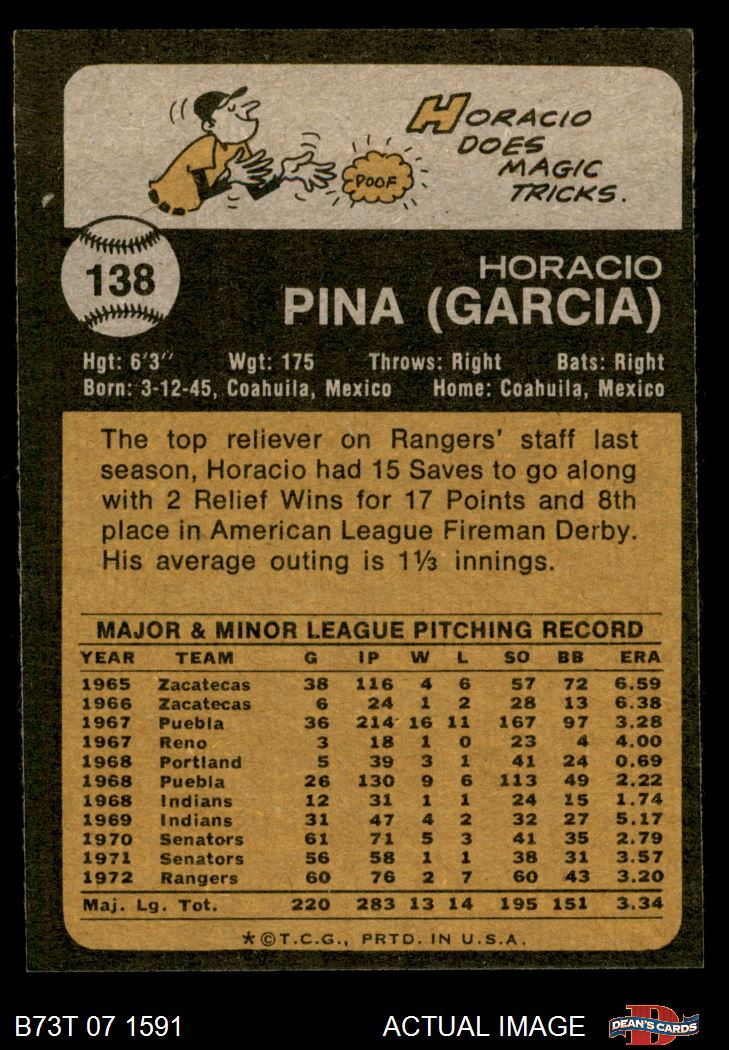 HORACIO
DOES
MAGIC
TRICKS.
POOF
138
HORACIO
PINA (GARCIA)
Hgt: 6'3" Wgt: 175 Throws: Right Bats: Right
Born: 3-12-45, Coahuila, Mexico Home: Coahuila, Mexico
The top reliever on Rangers' staff last
season, Horacio had 15 Saves to go along
with 2 Relief Wins for 17 Points and 8th
place in American League Fireman Derby.
His average outing is 1⅓ innings.
MAJOR & MINOR LEAGUE PITCHING RECORD
YEAR TEAM G IP W L SO BB ERA
1965 Zacatecas 38 116 4 6 57 72 6.59
1966 Zacatecas 6 24 1 2 28 13 6.38
1967 Puebla 36 214 16 11 167 97 3.28
1967 Reno 3 18 1 0 23 4 4.00
1968 Portland 5 39 3 1 41 24 0.69
1968 Puebla 26 130 9 6 113 49 2.22
1968 Indians 12 31 1 1 24 15 1.74
1969 Indians 31 47 4 2 32 27 5.17
1970 Senators 61 71 5 3 41 35 2.79
1971 Senators 56 58 1 1 38 31 3.57
1972 Rangers 60 76 2 7 60 43 3.20
Maj. Lg. Tot. 220 283 13 14 195 151 3.34
*©T.C.G., PRTD. IN U.S.A.
B73T 07 1591 ACTUAL IMAGE D DEAN'S CARDS